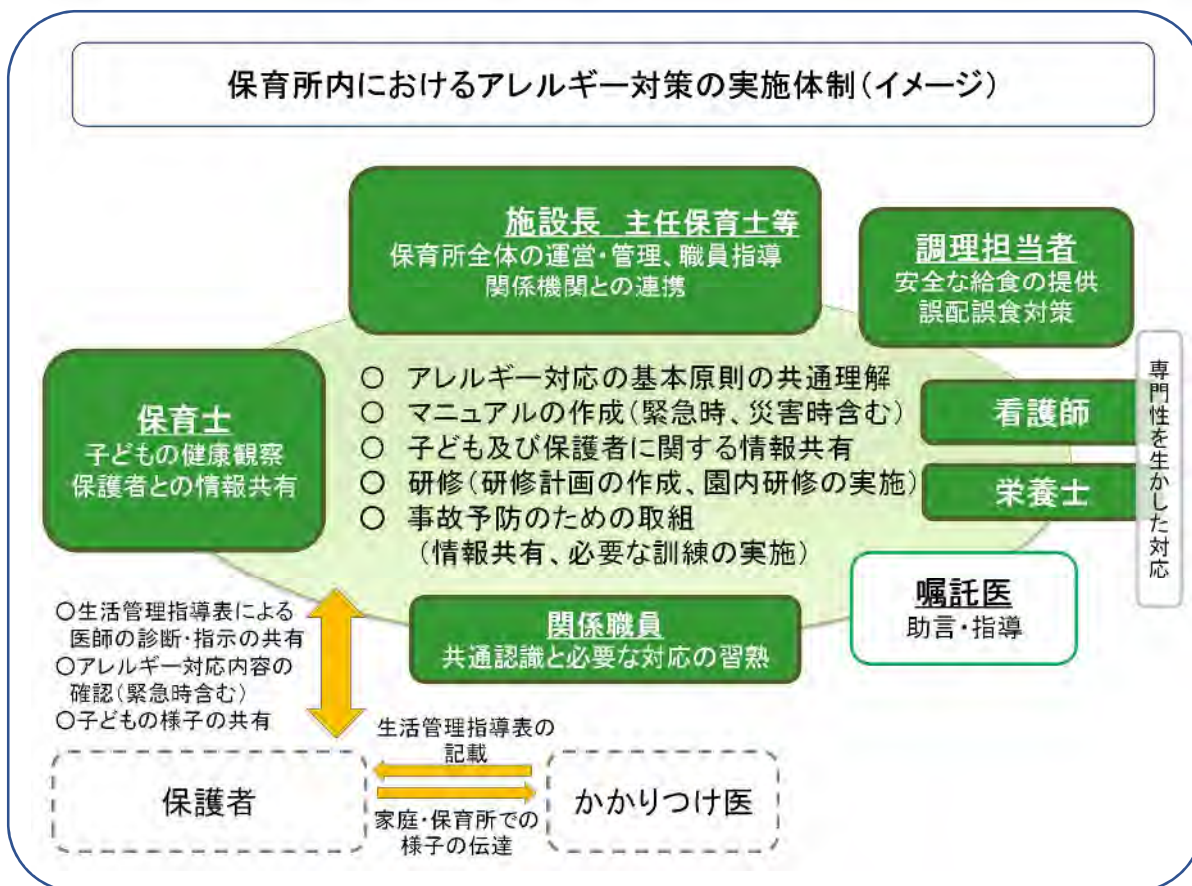 保育所内におけるアレルギー対策の実施体制(イメージ)
施設長 主任保育士等
保育所全体の運営・管理、職員指導
関係機関との連携
調理担当者
安全な給食の提供
誤配誤食対策
保育士
子どもの健康観察
保護者との情報共有
○ アレルギー対応の基本原則の共通理解
○ マニュアルの作成(緊急時、災害時含む)
○ 子ども及び保護者に関する情報共有
○ 研修(研修計画の作成、園内研修の実施)
○ 事故予防のための取組
(情報共有、必要な訓練の実施)
看護師
栄養士
専門性を生かした対応
嘱託医
助言・指導
関係職員
共通認識と必要な対応の習熟
○生活管理指導表による
医師の診断・指示の共有
○アレルギー対応内容の
確認(緊急時含む)
○子どもの様子の共有
生活管理指導表の
記載
保護者
かかりつけ医
家庭・保育所での
様子の伝達